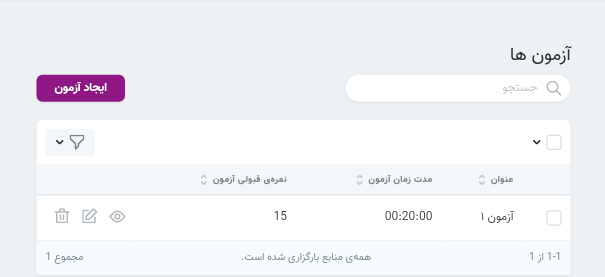 آزمون ها
جستجو
ایجاد آزمون
عنوان مدت زمان آزمون نمره‌ی قبولی آزمون
آزمون ۱ 00:20:00 15
1-1 از 1 همه‌ی منابع بارگزاری شده است. مجموع 1